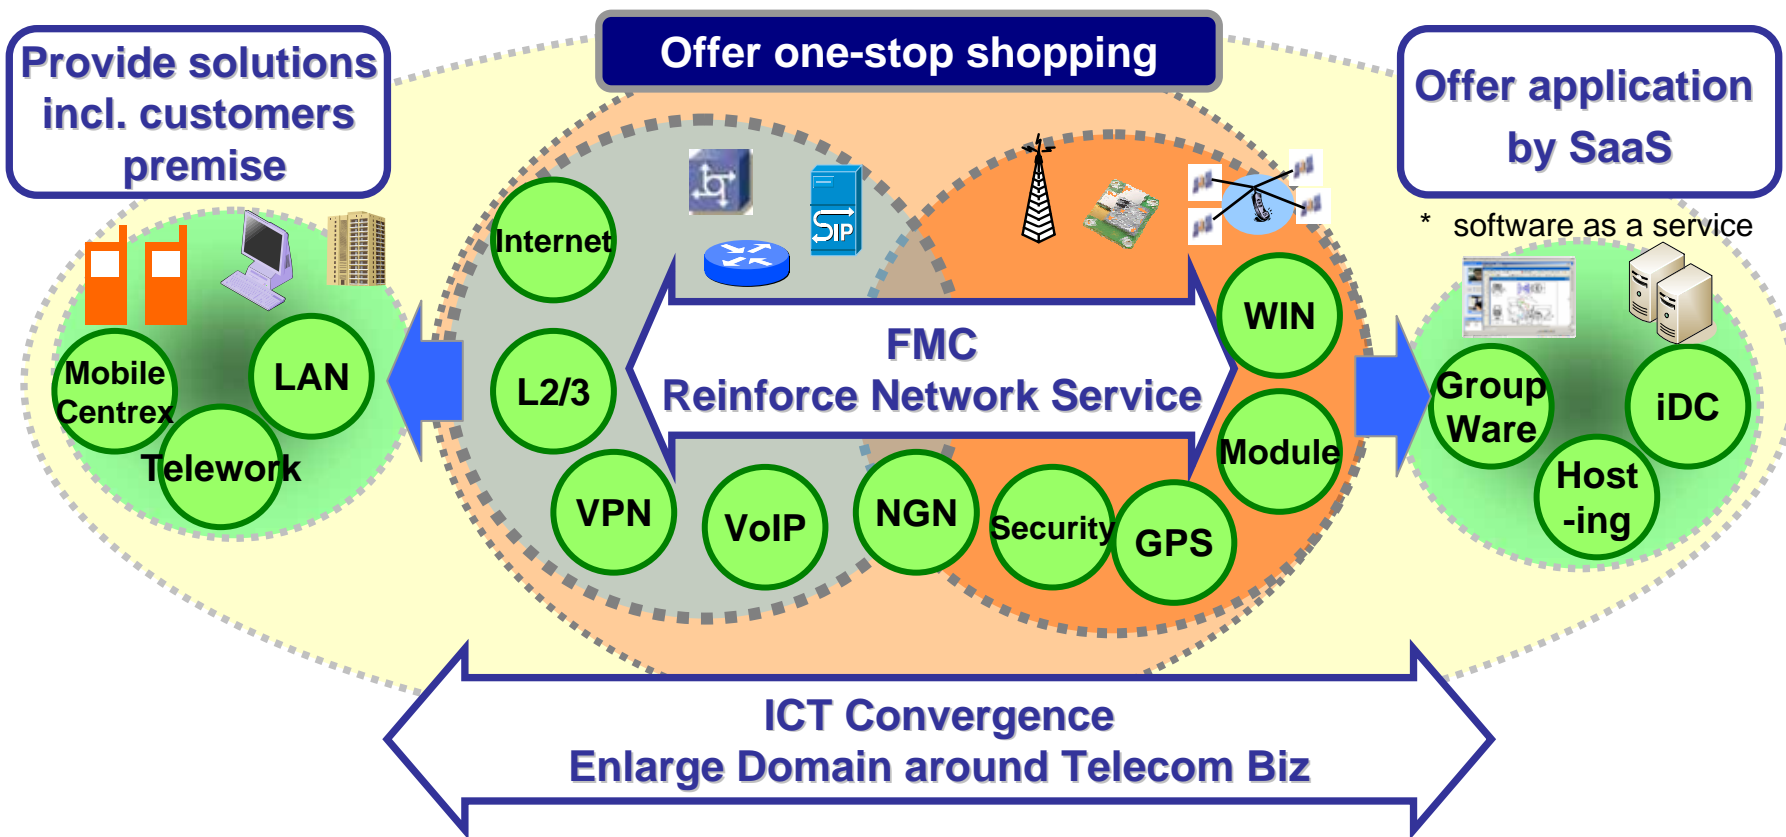 Offer one-stop shopping
Provide solutions
incl. customers
premise
Offer application
by SaaS
* software as a service
Internet
SIP
L2/3
VPN
VoIP
NGN
Security
GPS
Module
WIN
FMC
Reinforce Network Service
Mobile
Centrex
LAN
Telework
Group
Ware
iDC
Host
-ing
ICT Convergence
Enlarge Domain around Telecom Biz